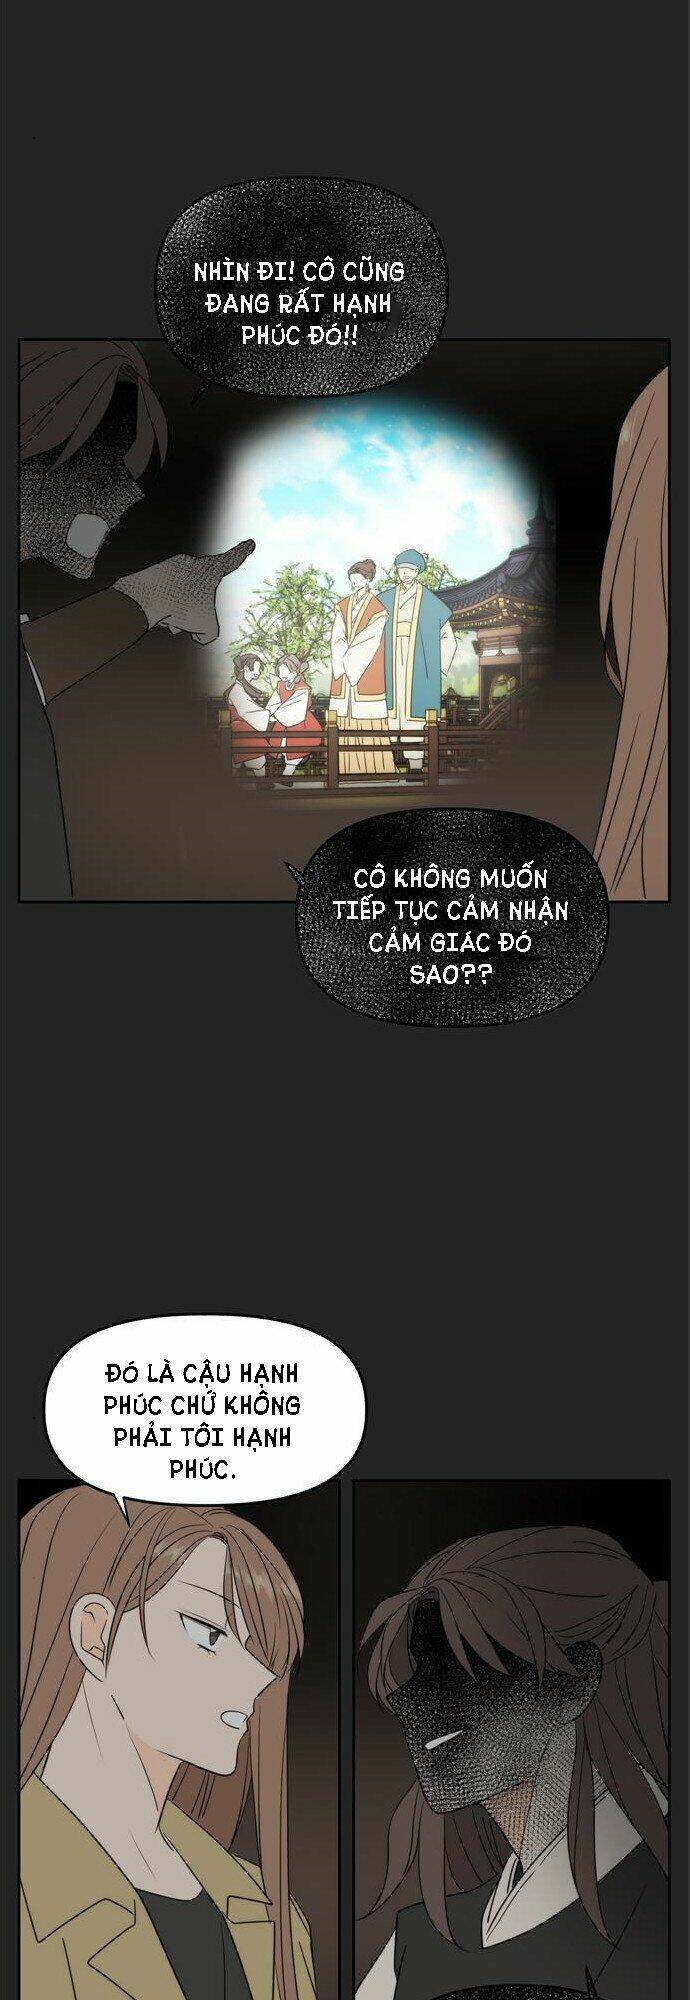 NHÌN ĐI! CÔ CŨNG
ĐANG RẤT HẠNH
PHÚC ĐÓ!!
CÔ KHÔNG MUỐN
TIẾP TỤC CẢM NHẬN
CẢM GIÁC ĐÓ
SAO??
ĐÓ LÀ CẬU HẠNH
PHÚC CHỨ KHÔNG
PHẢI TÔI HẠNH
PHÚC.